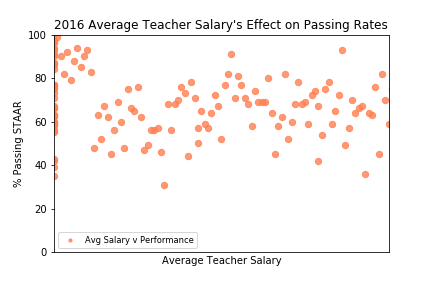 2016 Average Teacher Salary's Effect on Passing Rates
100
80
60
40
20
0
% Passing STAAR
Avg Salary v Performance
Average Teacher Salary